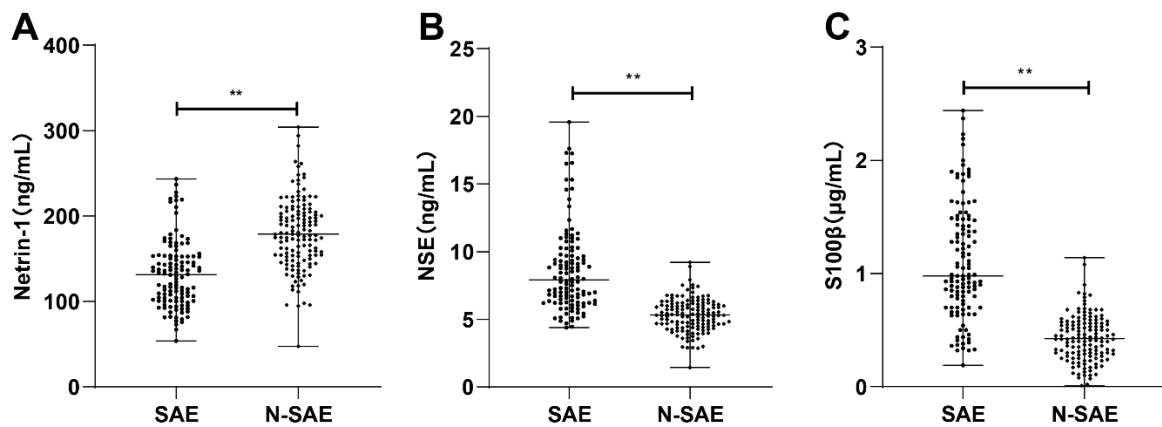 A
Netrin-1(ng/mL)
400
300
200
100
0
**
SAE
N-SAE
B
NSE(ng/mL)
25
20
15
10
5
0
**
SAE
N-SAE
C
S100β(μg/mL)
3
2
1
0
**
SAE
N-SAE